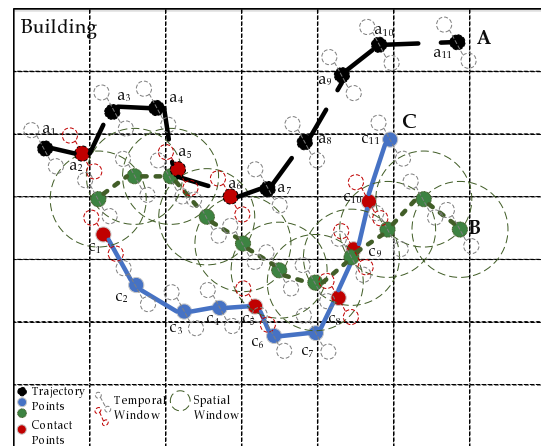 Building
A
a₁₀
a₁₁
a₉
a₃
a₄
a₁
C
a₈
c₁₁
a₂
a₅
a₇
c₁₀
B
c₁
c₉
c₂
c₃
c₄
c₅
c₈
c₆
c₇
Trajectory
Points
Contact
Points
Temporal
Window
Spatial
Window